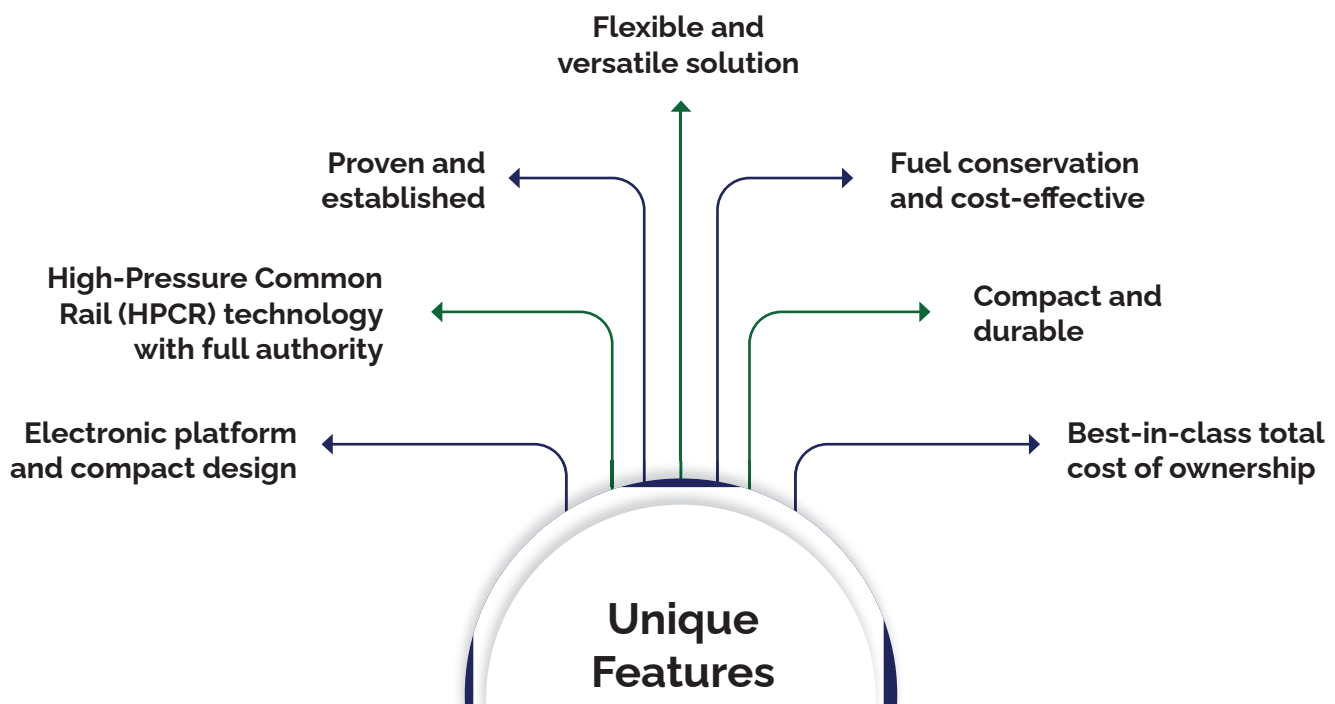 Flexible and
versatile solution
Proven and
established
Fuel conservation
and cost-effective
High-Pressure Common
Rail (HPCR) technology
with full authority
Compact and
durable
Electronic platform
and compact design
Best-in-class total
cost of ownership
Unique
Features